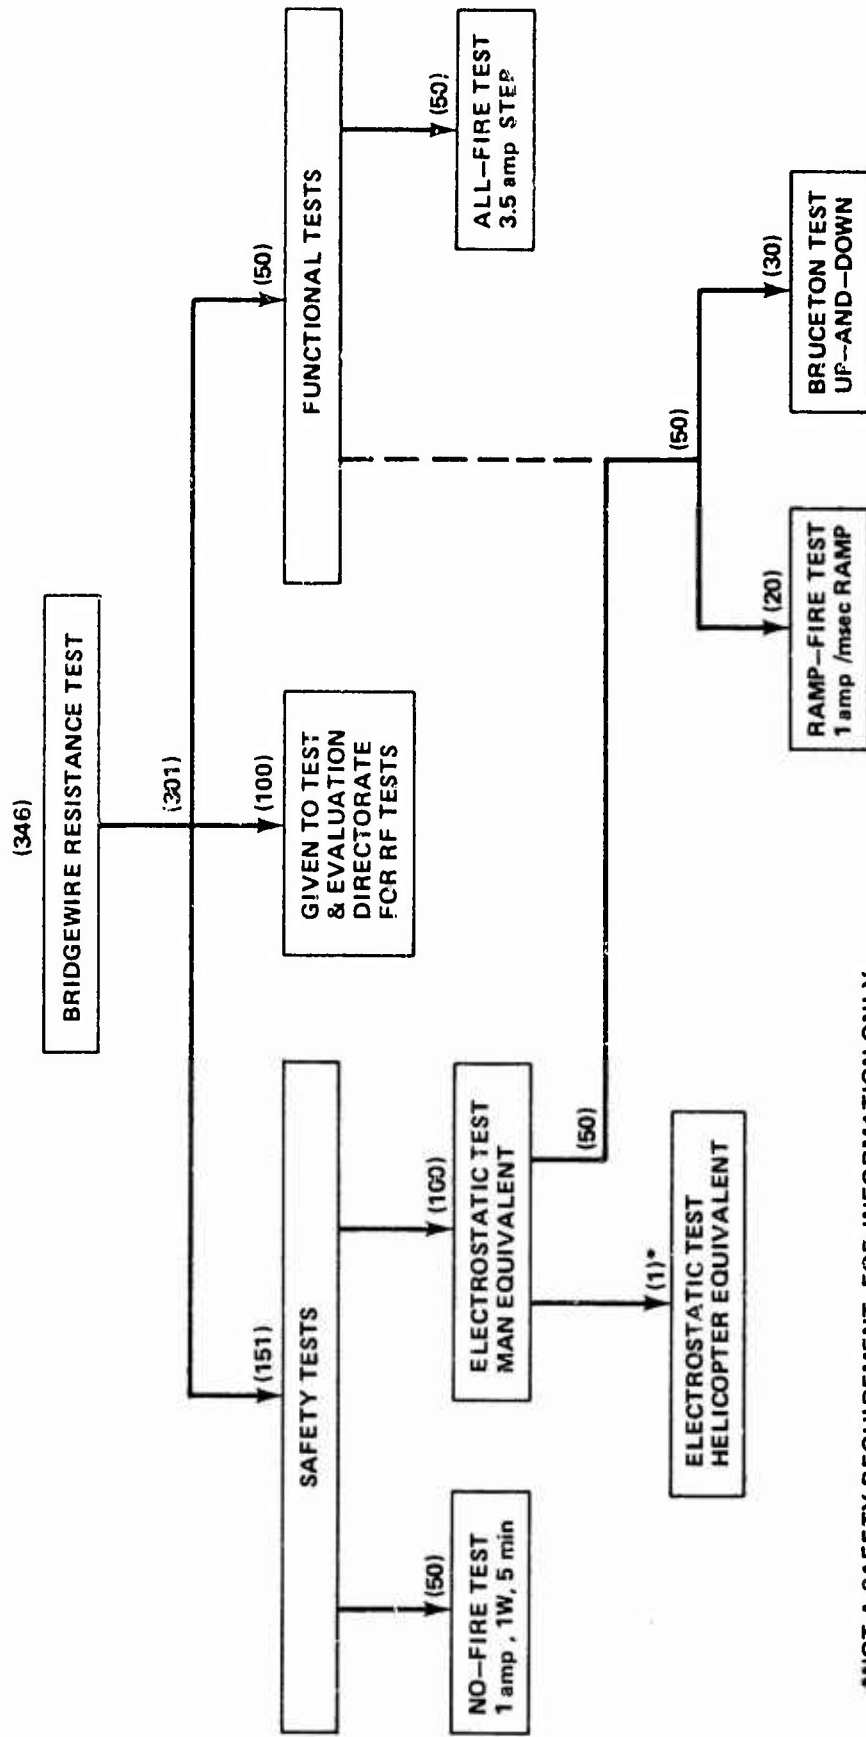 (346)
BRIDGEWIRE RESISTANCE TEST
(301)
(151)
(100)
(50)
SAFETY TESTS
GIVEN TO TEST
& EVALUATION
DIRECTORATE
FOR RF TESTS
FUNCTIONAL TESTS
(50)
(100)
(50)
NO-FIRE TEST
1 amp, 1W, 5 min
ELECTROSTATIC TEST
MAN EQUIVALENT
ALL-FIRE TEST
3.5 amp STEP
(50)
(1)*
(50)
ELECTROSTATIC TEST
HELICOPTER EQUIVALENT
(20)
(30)
RAMP-FIRE TEST
1 amp/msec RAMP
BRUCETON TEST
UP-AND-DOWN
*NOT A SAFETY REQUIREMENT, FOR INFORMATION ONLY